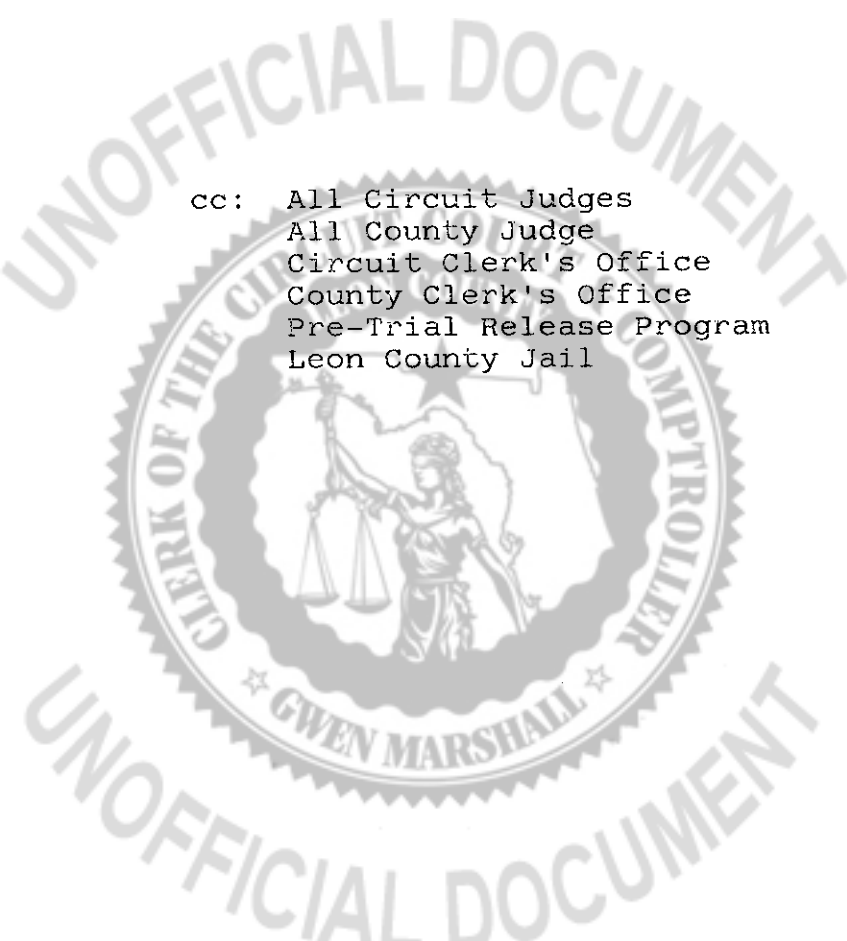 UNOFFICIAL DOCUMENT
cc: All Circuit Judges
All County Judge
Circuit Clerk's Office
County Clerk's Office
Pre-Trial Release Program
Leon County Jail
CLERK OF THE CIRCUIT COURT
COMPTROLLER
GWEN MARSHALL
UNOFFICIAL DOCUMENT